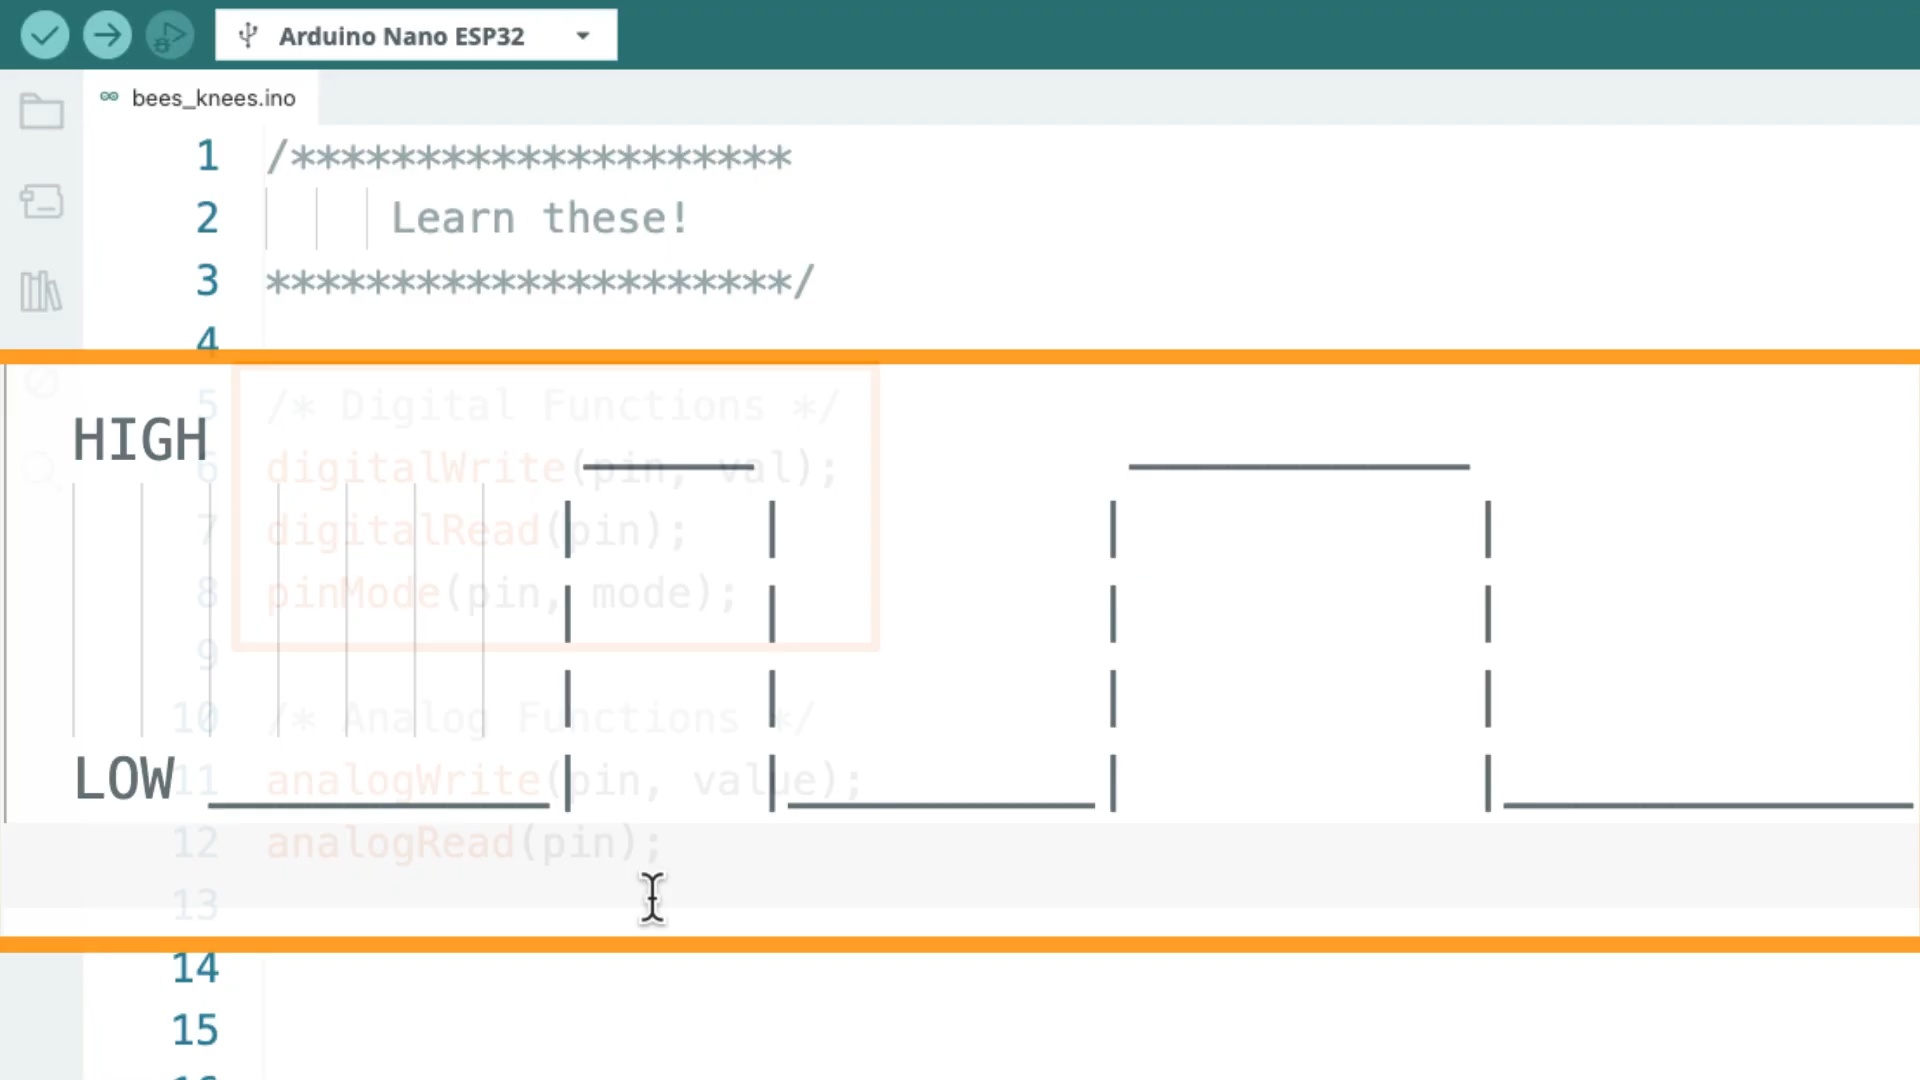 Arduino Nano ESP32
bees_knees.ino
1 /********************
2 Learn these!
3 *********************/
4
5 /* Digital Functions */
HIGH
6 digitalWrite(pin, val);
7 digitalRead(pin);
8 pinMode(pin, mode);
9
10 /* Analog Functions */
LOW
11 analogWrite(pin, value);
12 analogRead(pin);
13
14
15